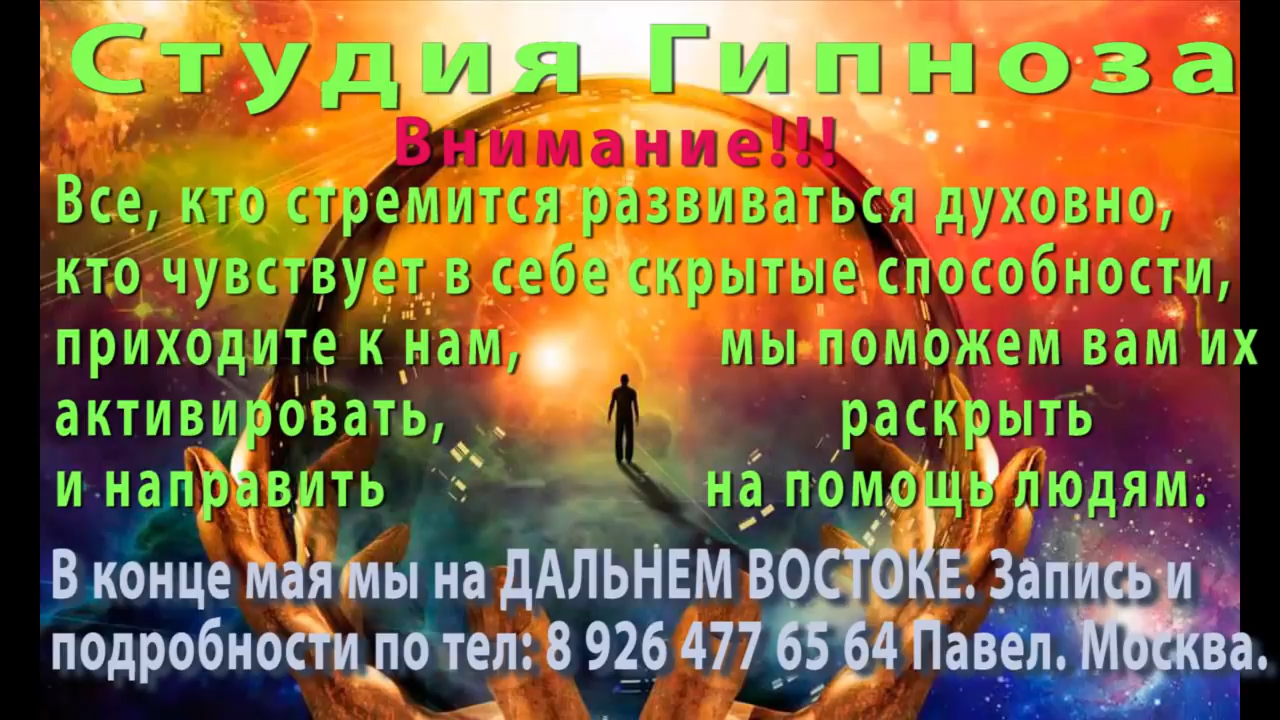 Студия Гипноза
Внимание!!!
Все, кто стремится развиваться духовно,
кто чувствует в себе скрытые способности,
приходите к нам, мы поможем вам их
активировать, раскрыть
и направить на помощь людям.
В конце мая мы на ДАЛЬНЕМ ВОСТОКЕ. Запись и
подробности по тел: 8 926 477 65 64 Павел. Москва.